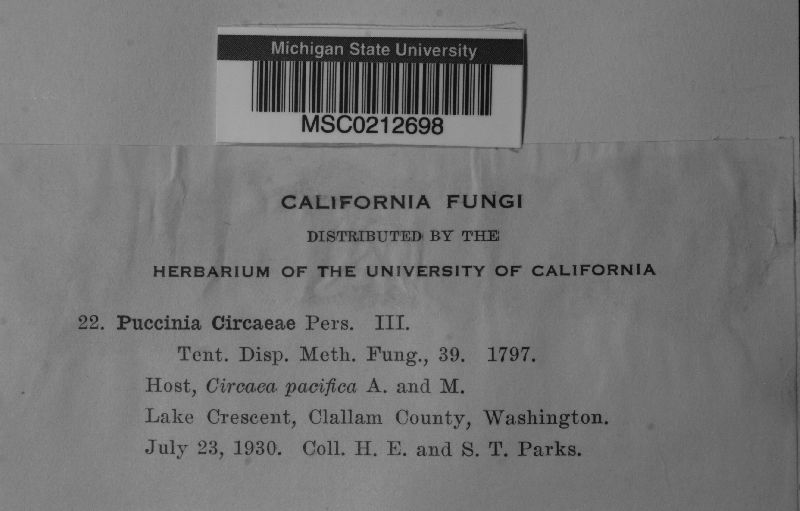 Michigan State University
MSC0212698
CALIFORNIA FUNGI
DISTRIBUTED BY THE
HERBARIUM OF THE UNIVERSITY OF CALIFORNIA
22. Puccinia Circaeae Pers. III.
Tent. Disp. Meth. Fung., 39. 1797.
Host, Circaea pacifica A. and M.
Lake Crescent, Clallam County, Washington.
July 23, 1930. Coll. H. E. and S. T. Parks.